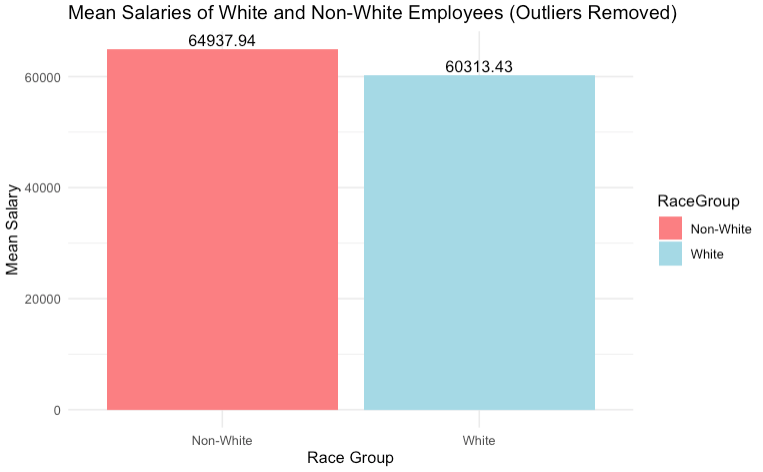 Mean Salaries of White and Non-White Employees (Outliers Removed)
64937.94
60313.43
60000
40000
20000
0
Mean Salary
Non-White
White
Race Group
RaceGroup
Non-White
White